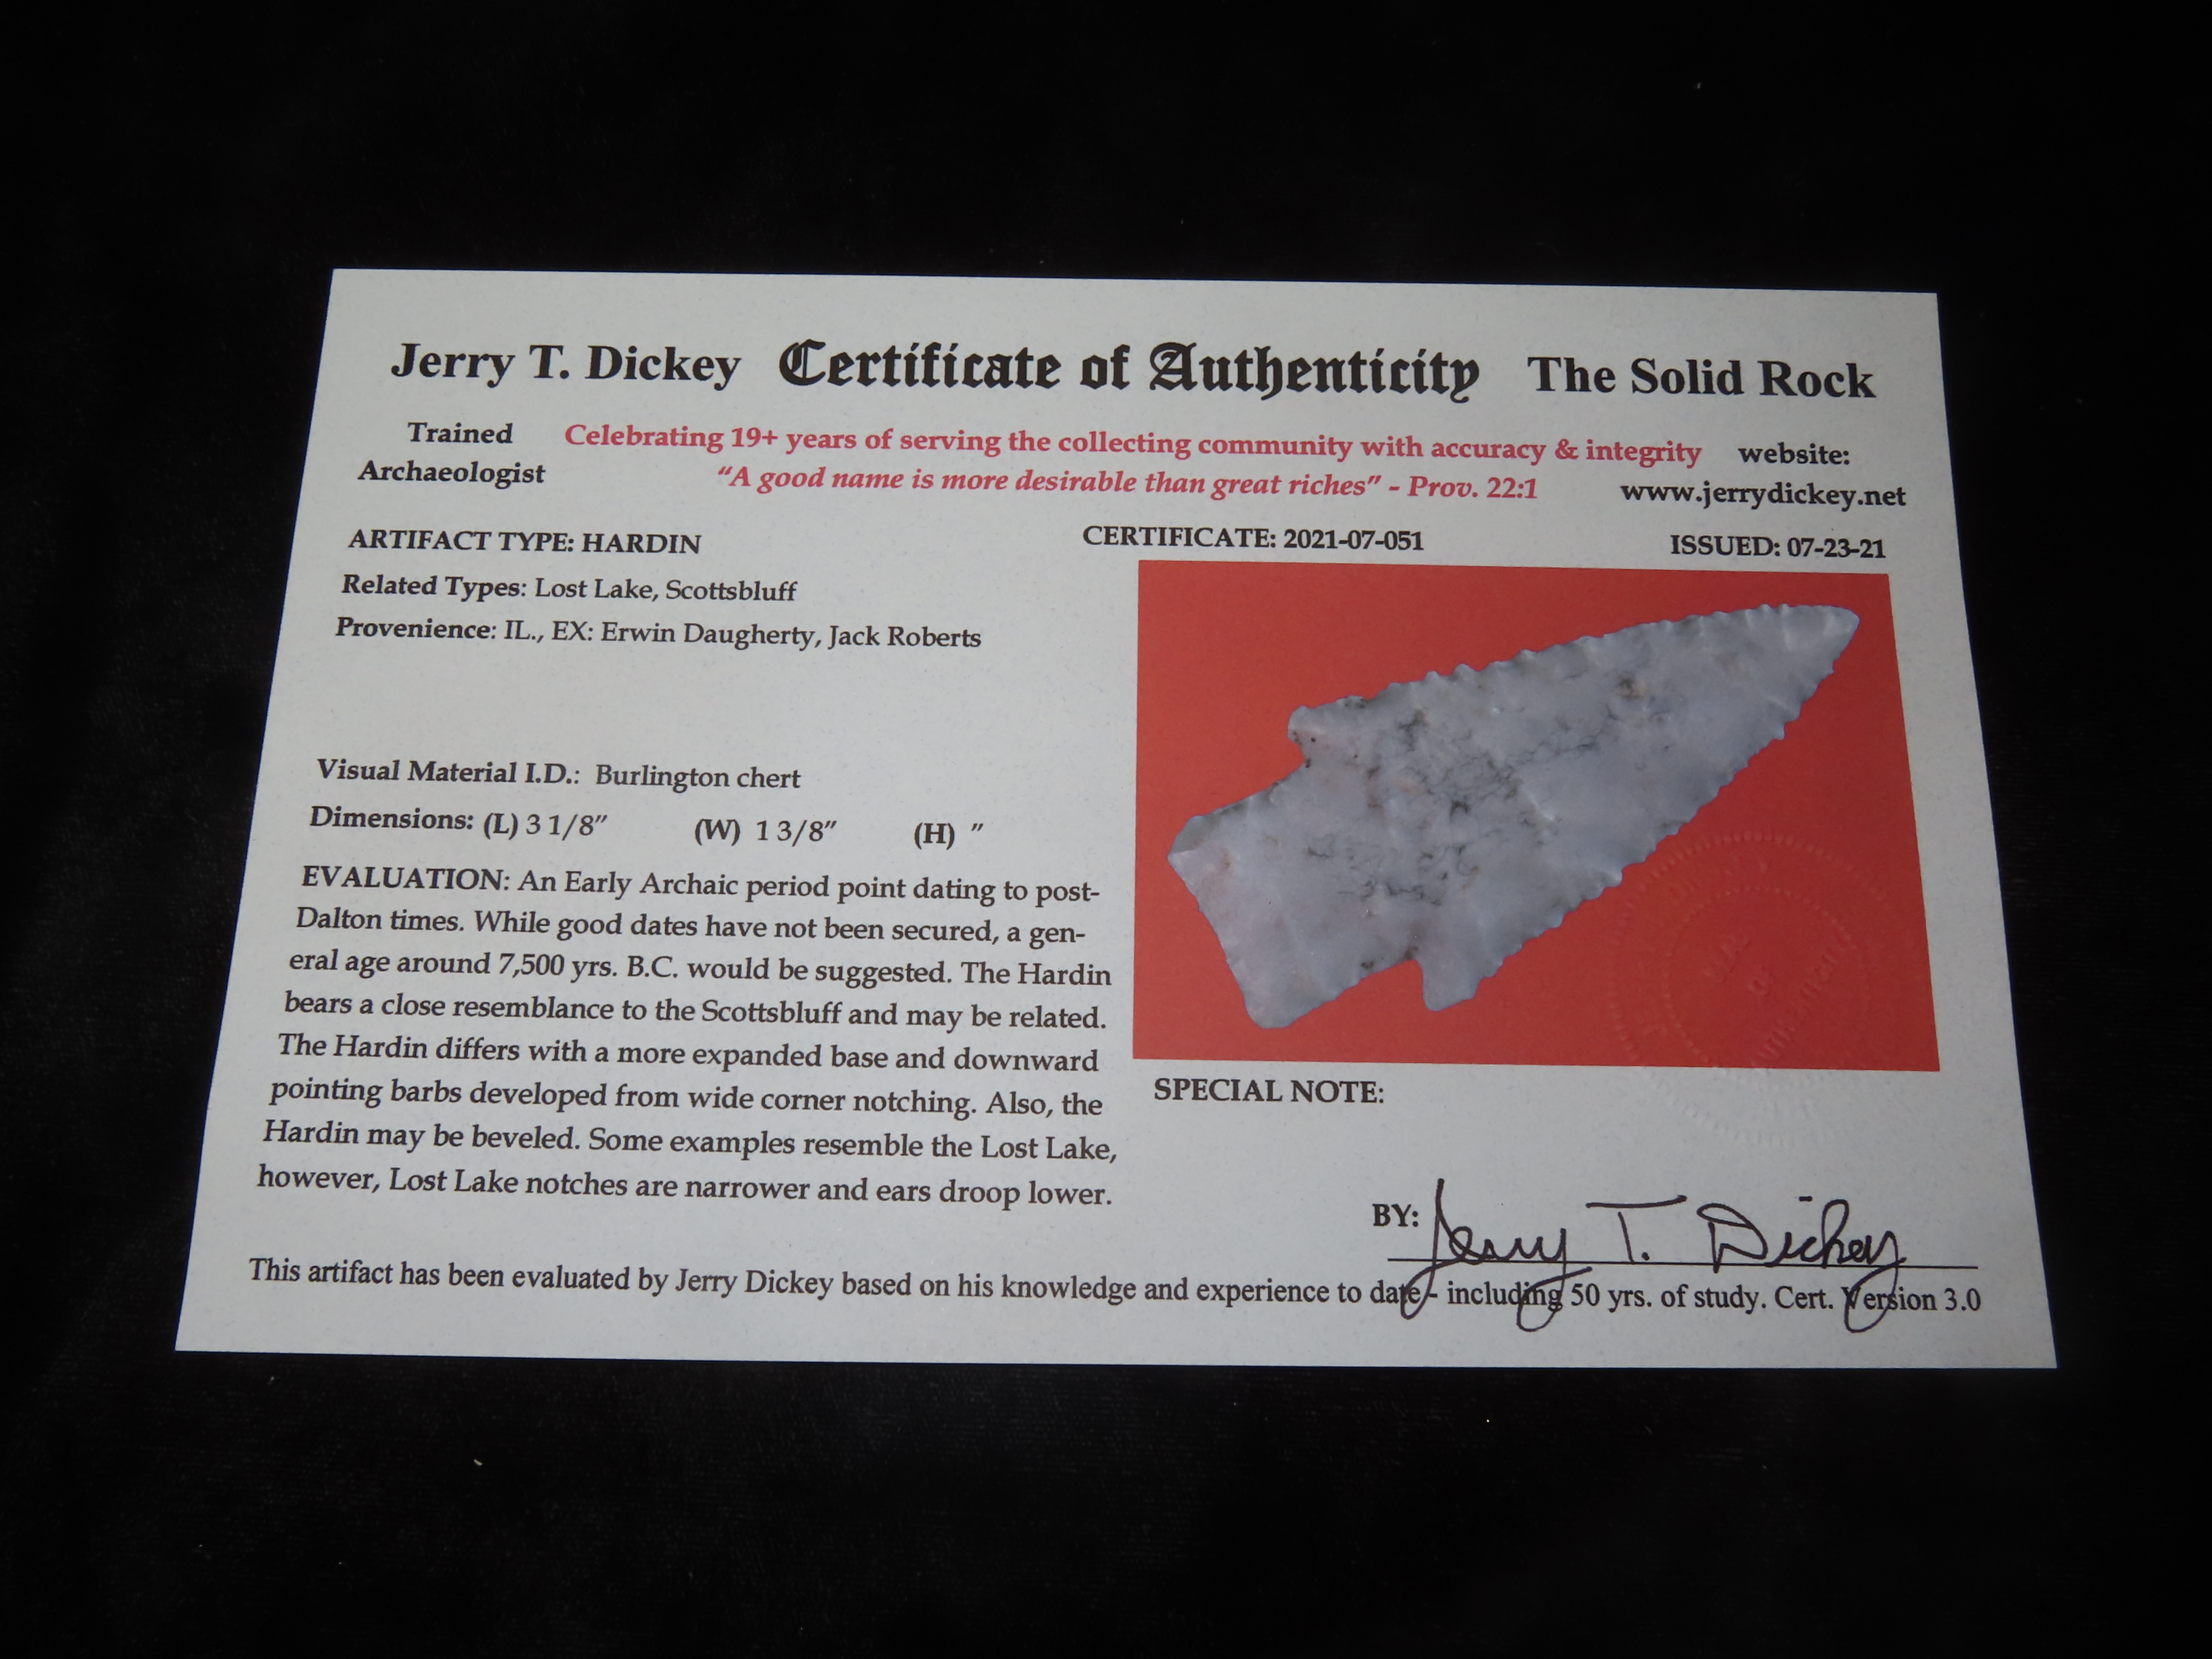 Jerry T. Dickey Certificate of Authenticity The Solid Rock
Trained Archaeologist
Celebrating 19+ years of serving the collecting community with accuracy & integrity
"A good name is more desirable than great riches" - Prov. 22:1
website:
www.jerrydickey.net
ARTIFACT TYPE: HARDIN
CERTIFICATE: 2021-07-051
ISSUED: 07-23-21
Related Types: Lost Lake, Scottsbluff
Provenience: IL., EX: Erwin Daugherty, Jack Roberts
Visual Material I.D.: Burlington chert
Dimensions: (L) 3 1/8" (W) 1 3/8" (H) "
EVALUATION: An Early Archaic period point dating to post-
Dalton times. While good dates have not been secured, a gen-
eral age around 7,500 yrs. B.C. would be suggested. The Hardin
bears a close resemblance to the Scottsbluff and may be related.
The Hardin differs with a more expanded base and downward
pointing barbs developed from wide corner notching. Also, the
Hardin may be beveled. Some examples resemble the Lost Lake,
however, Lost Lake notches are narrower and ears droop lower.
SPECIAL NOTE:
BY: Jerry T. Dickey
This artifact has been evaluated by Jerry Dickey based on his knowledge and experience to date - including 50 yrs. of study. Cert. Version 3.0